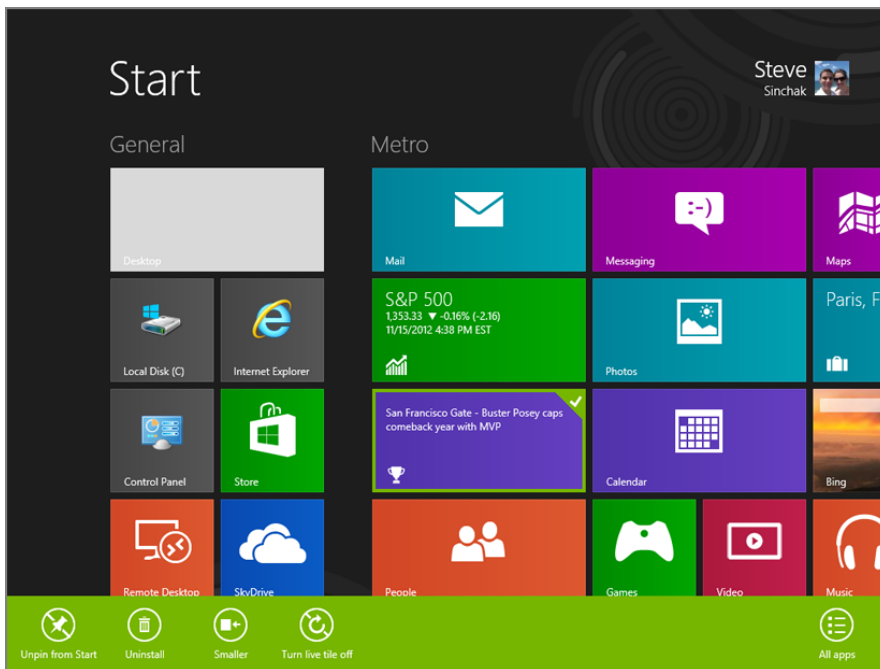 Start
Steve
Sinchak
General
Metro
Desktop
Mail
Messaging
:-)
Maps
Local Disk (C)
Internet Explorer
S&P 500
1,353.33 ▼ -0.16% (-2.16)
11/15/2012 4:38 PM EST
Photos
Paris, F
Control Panel
Store
San Francisco Gate - Buster Posey caps
comeback year with MVP
Calendar
Bing
Remote Desktop
SkyDrive
People
Games
Video
Music
Unpin from Start
Uninstall
Smaller
Turn live tile off
All apps